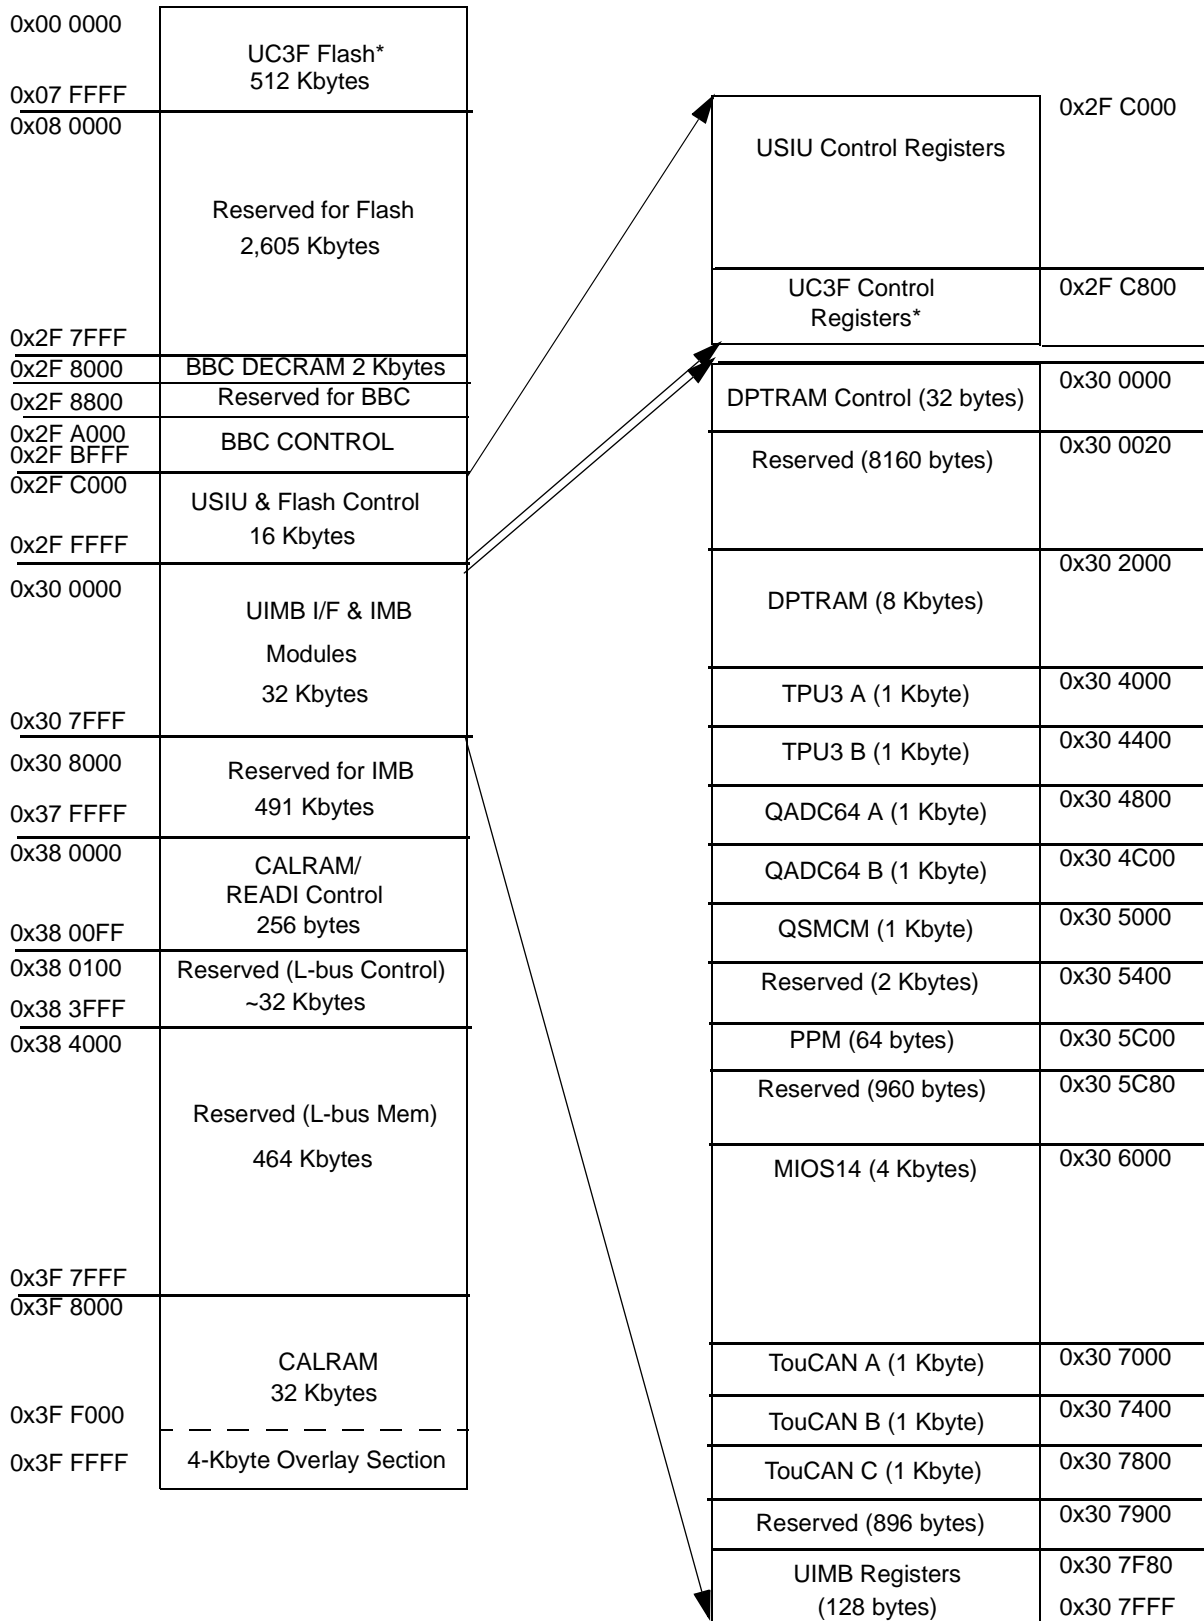 0x00 0000
UC3F Flash*
512 Kbytes
0x07 FFFF
0x08 0000
Reserved for Flash
2,605 Kbytes
0x2F 7FFF
0x2F 8000
BBC DECRAM 2 Kbytes
0x2F 8800
Reserved for BBC
0x2F A000
BBC CONTROL
0x2F BFFF
0x2F C000
USIU & Flash Control
16 Kbytes
0x2F FFFF
0x30 0000
UIMB I/F & IMB
Modules
32 Kbytes
0x30 7FFF
0x30 8000
Reserved for IMB
491 Kbytes
0x37 FFFF
0x38 0000
CALRAM/
READI Control
256 bytes
0x38 00FF
0x38 0100
Reserved (L-bus Control)
~32 Kbytes
0x38 3FFF
0x38 4000
Reserved (L-bus Mem)
464 Kbytes
0x3F 7FFF
0x3F 8000
CALRAM
32 Kbytes
0x3F F000
4-Kbyte Overlay Section
0x3F FFFF
USIU Control Registers
0x2F C000
UC3F Control
Registers*
0x2F C800
DPTRAM Control (32 bytes)
0x30 0000
Reserved (8160 bytes)
0x30 0020
DPTRAM (8 Kbytes)
0x30 2000
TPU3 A (1 Kbyte)
0x30 4000
TPU3 B (1 Kbyte)
0x30 4400
QADC64 A (1 Kbyte)
0x30 4800
QADC64 B (1 Kbyte)
0x30 4C00
QSMCM (1 Kbyte)
0x30 5000
Reserved (2 Kbytes)
0x30 5400
PPM (64 bytes)
0x30 5C00
Reserved (960 bytes)
0x30 5C80
MIOS14 (4 Kbytes)
0x30 6000
TouCAN A (1 Kbyte)
0x30 7000
TouCAN B (1 Kbyte)
0x30 7400
TouCAN C (1 Kbyte)
0x30 7800
Reserved (896 bytes)
0x30 7900
UIMB Registers
(128 bytes)
0x30 7F80
0x30 7FFF